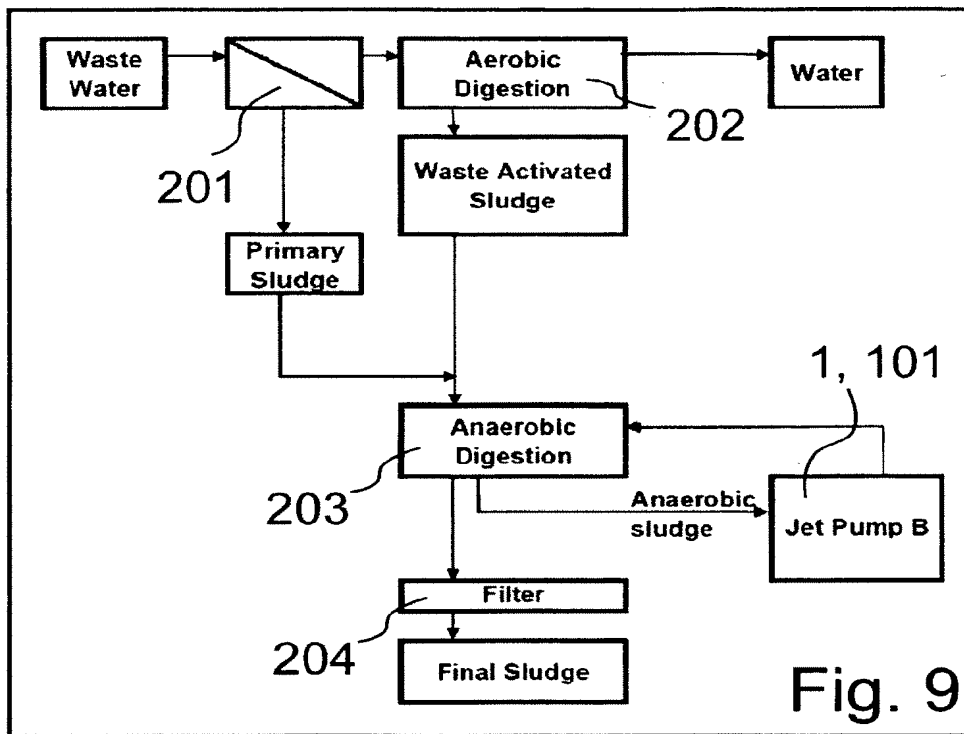 Waste
Water
Aerobic
Digestion
Water
201
202
Waste Activated
Sludge
Primary
Sludge
1, 101
Anaerobic
Digestion
203
Anaerobic
sludge
Jet Pump B
Filter
204
Final Sludge
Fig. 9